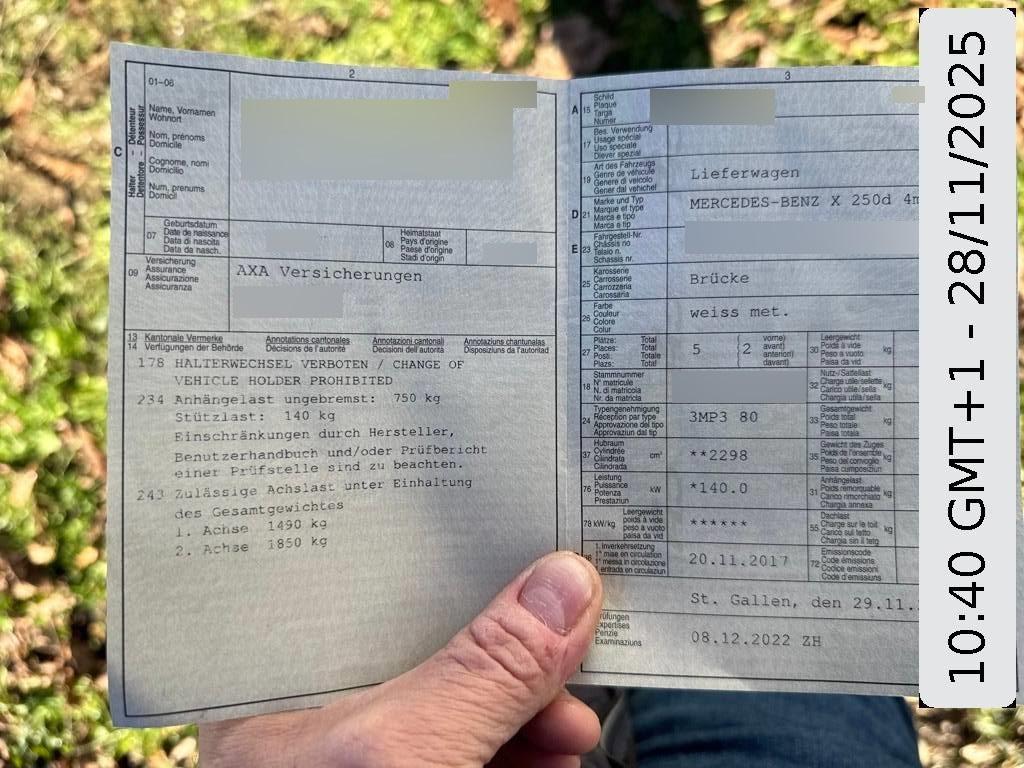 2
01-06
C
Halter - Détenteur
Detentore - Possessur
Name, Vornamen
Wohnort
Nom, prénoms
Domicile
Cognome, nomi
Domicilio
Num, prenums
Domicil
07
Geburtsdatum
Date de naissance
Data di nascita
Data da nasch.
08
Heimatstaat
Pays d'origine
Paese d'origine
Stadi d'origin
09
Versicherung
Assurance
Assicurazione
Assicuranza
AXA Versicherungen
13 Kantonale Vermerke Annotations cantonales Annotazioni cantonali Annotaziuns chantunalas
14 Verfügungen der Behörde Décisions de l'autorité Decisioni dell'autorità Disposiziuns da l'autoritad
178 HALTERWECHSEL VERBOTEN / CHANGE OF
VEHICLE HOLDER PROHIBITED
234 Anhängelast ungebremst: 750 kg
Stützlast: 140 kg
Einschränkungen durch Hersteller,
Benutzerhandbuch und/oder Prüfbericht
einer Prüfstelle sind zu beachten.
243 Zulässige Achslast unter Einhaltung
des Gesamtgewichtes
1. Achse 1490 kg
2. Achse 1850 kg
3
A 15
Schild
Plaque
Targa
Numer
17
Bes. Verwendung
Usage spécial
Uso speciale
Diever spezial
19
Art des Fahrzeugs
Genre de véhicule
Genere di veicolo
Gener dal vehichel
Lieferwagen
D 21
Marke und Typ
Marque et type
Marca e tipo
Marca e tip
MERCEDES-BENZ X 250d 4m
E 23
Fahrgestell-Nr.
Châssis no
Telaio n.
Schassis nr.
25
Karosserie
Carrosserie
Carrozzeria
Carossaria
Brücke
26
Farbe
Couleur
Colore
Colur
weiss met.
27
Plätze: Total
Places: Total
Posti: Totale
Plazs: Total
5 (2
vorne)
avant)
anteriori)
davant)
30
Leergewicht
Poids à vide
Peso a vuoto
Paisa da vid
kg
18
Stammnummer
N° matricule
N. di matricola
Nr. da matricla
32
Nutz-/Sattellast
Charge utile/sellette
Carico utile/sella
Chargia utila/sella
kg
24
Typengenehmigung
Réception par type
Approvazione del tipo
Approvaziun dal tip
3MP3 80
33
Gesamtgewicht
Poids total
Peso totale
Paisa totala
kg
37
Hubraum
Cylindrée
Cilindrata
Cilindrada
cm³
**2298
35
Gewicht des Zuges
Poids de l'ensemble
Peso del convoglio
Paisa cumposiziun
kg
76
Leistung
Puissance
Potenza
Prestaziun
kW
*140.0
31
Anhängelast
Poids remorquable
Carico rimorchiato
Chargia annexa
kg
78 kW/kg
Leergewicht
poids à vide
peso a vuoto
paisa da vid
******
55
Dachlast
Charge sur le toit
Carico sul tetto
Chargia sin il tetg
kg
1. Inverkehrsetzung
1re mise en circulation
1a messa in circolazione
entrada en circulaziun
20.11.2017
72
Emissionscode
Code émissions
Codice emissioni
Code d'emissiuns
St. Gallen, den 29.11.
Prüfungen
Expertises
Perizie
Examinaziuns
08.12.2022 ZH
10:40 GMT+1 - 28/11/2025